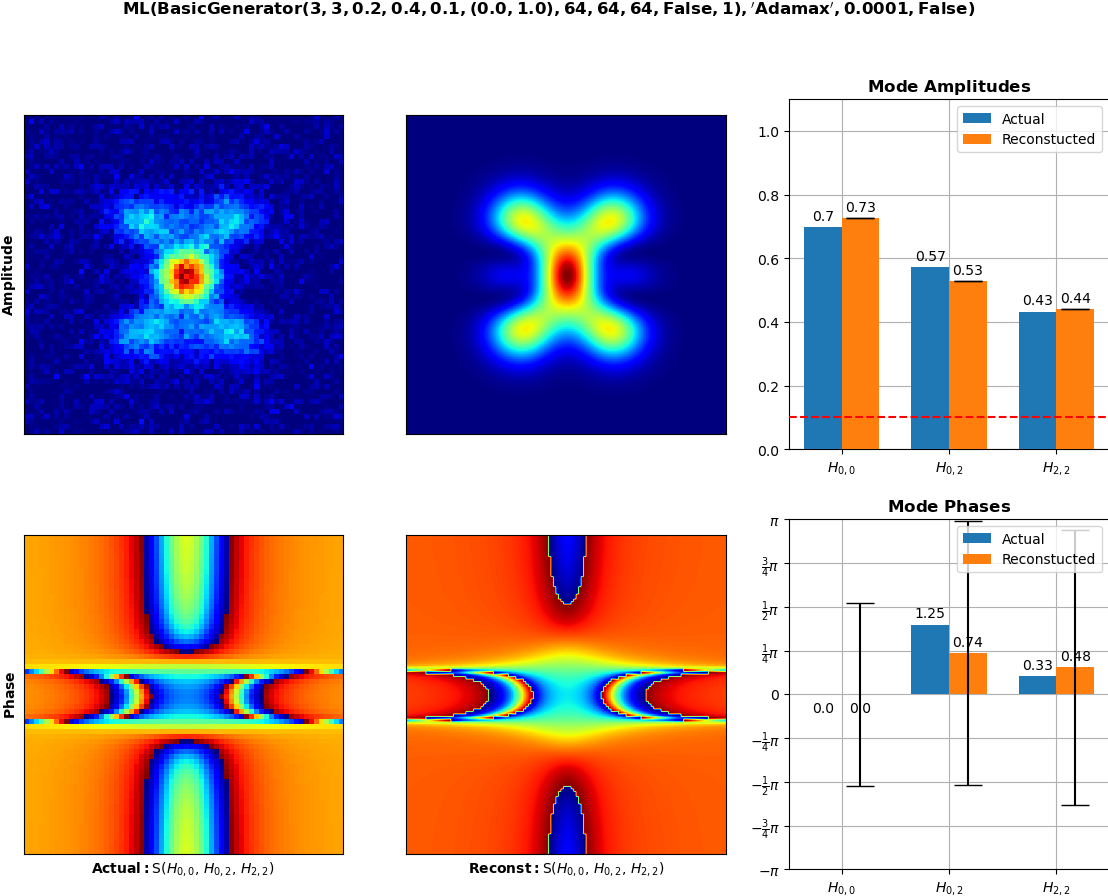 ML(BasicGenerator(3, 3, 0.2, 0.4, 0.1, (0.0, 1.0), 64, 64, 64, False, 1), 'Adamax', 0.0001, False)
Amplitude
Mode Amplitudes
Actual
Reconstucted
1.0
0.8
0.6
0.4
0.2
0.0
0.7
0.73
0.57
0.53
0.43
0.44
H0,0
H0,2
H2,2
Phase
Actual: S(H0,0, H0,2, H2,2)
Reconst: S(H0,0, H0,2, H2,2)
Mode Phases
Actual
Reconstucted
π
3/4π
1/2π
1/4π
0
−1/4π
−1/2π
−3/4π
−π
0.0
0.0
1.25
0.74
0.33
0.48
H0,0
H0,2
H2,2